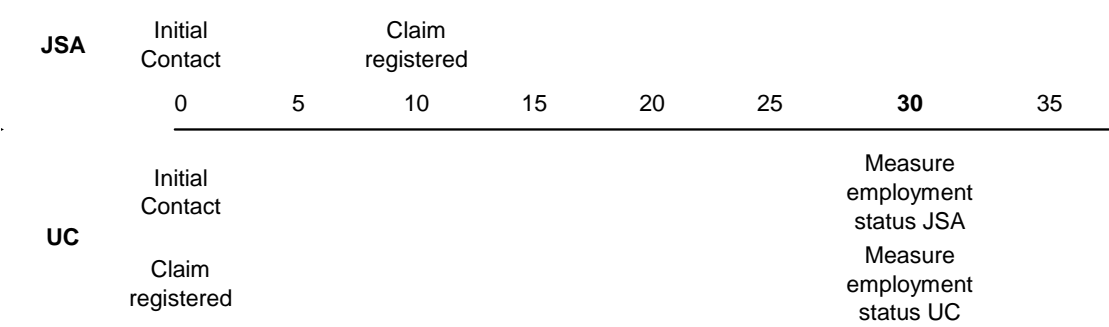 JSA
Initial
Contact
Claim
registered
0 5 10 15 20 25 30 35
UC
Initial
Contact
Measure
employment
status JSA
Claim
registered
Measure
employment
status UC